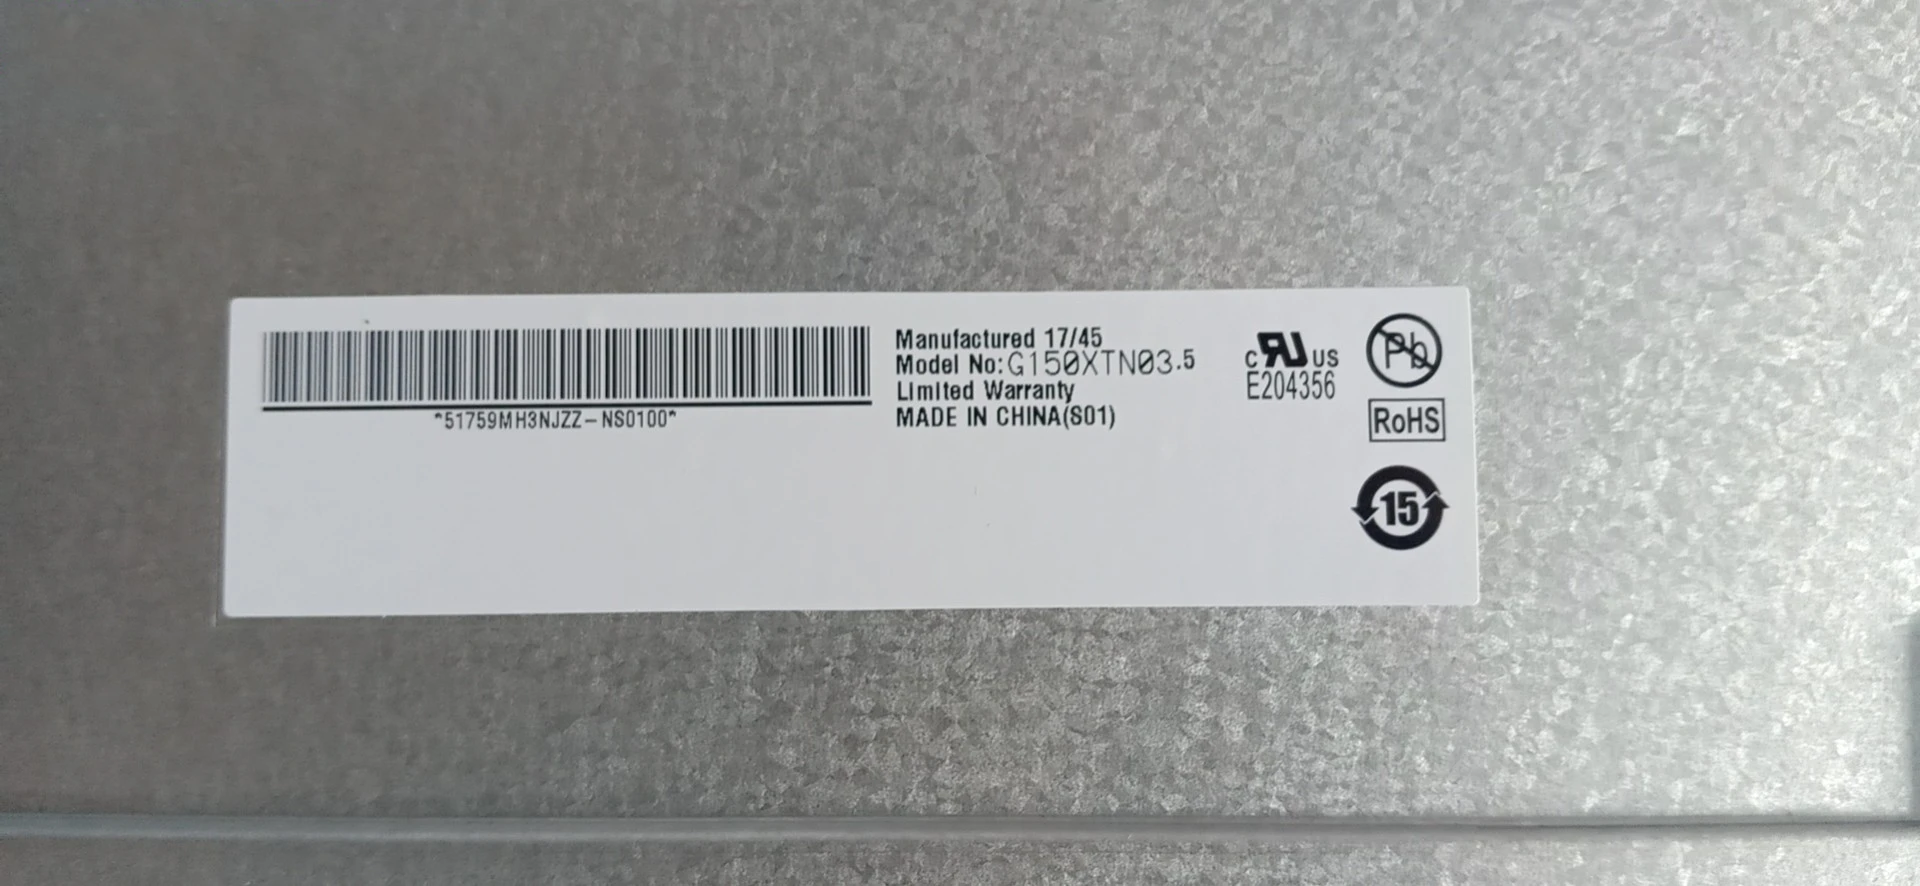 *51759MH3NJZZ-NS0100*
Manufactured 17/45
Model No:G150XTN03.5
Limited Warranty
MADE IN CHINA(S01)
c RU US
E204356
Pb
RoHS
15